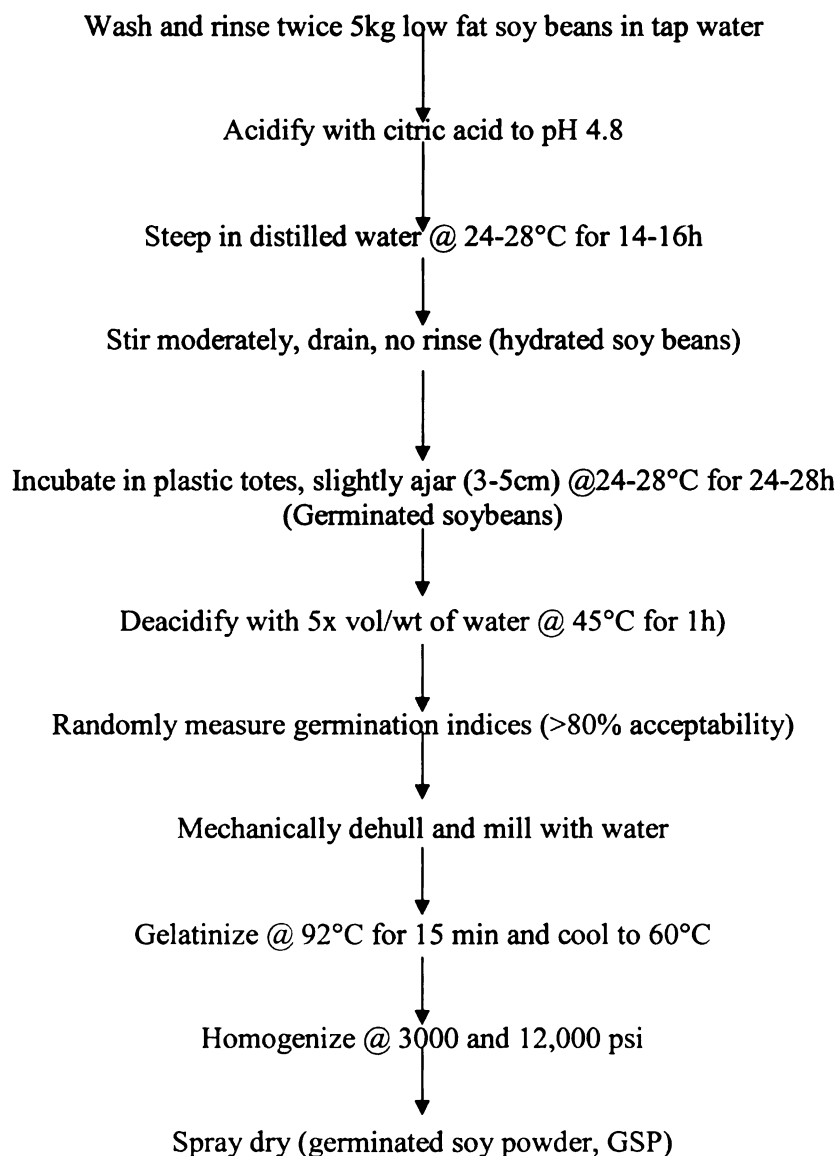 Wash and rinse twice 5kg low fat soy beans in tap water
Acidify with citric acid to pH 4.8
Steep in distilled water @ 24-28°C for 14-16h
Stir moderately, drain, no rinse (hydrated soy beans)
Incubate in plastic totes, slightly ajar (3-5cm) @24-28°C for 24-28h
(Germinated soybeans)
Deacidify with 5x vol/wt of water @ 45°C for 1h)
Randomly measure germination indices (>80% acceptability)
Mechanically dehull and mill with water
Gelatinize @ 92°C for 15 min and cool to 60°C
Homogenize @ 3000 and 12,000 psi
Spray dry (germinated soy powder, GSP)